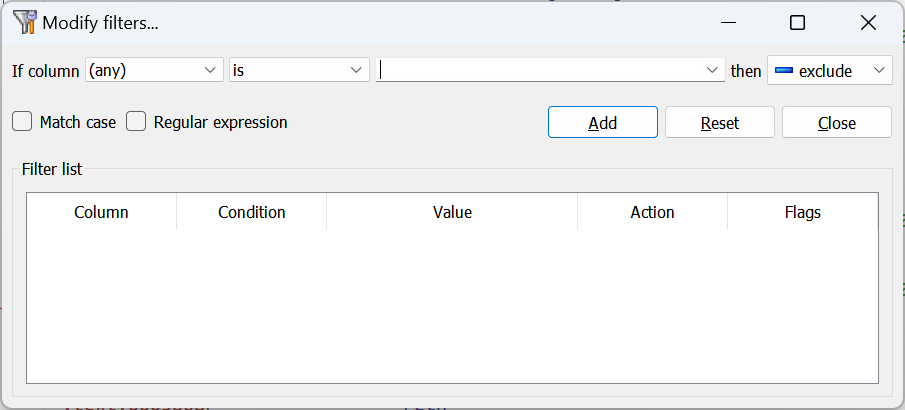 Modify filters...
If column (any) is then exclude
Match case Regular expression Add Reset Close
Filter list
Column Condition Value Action Flags